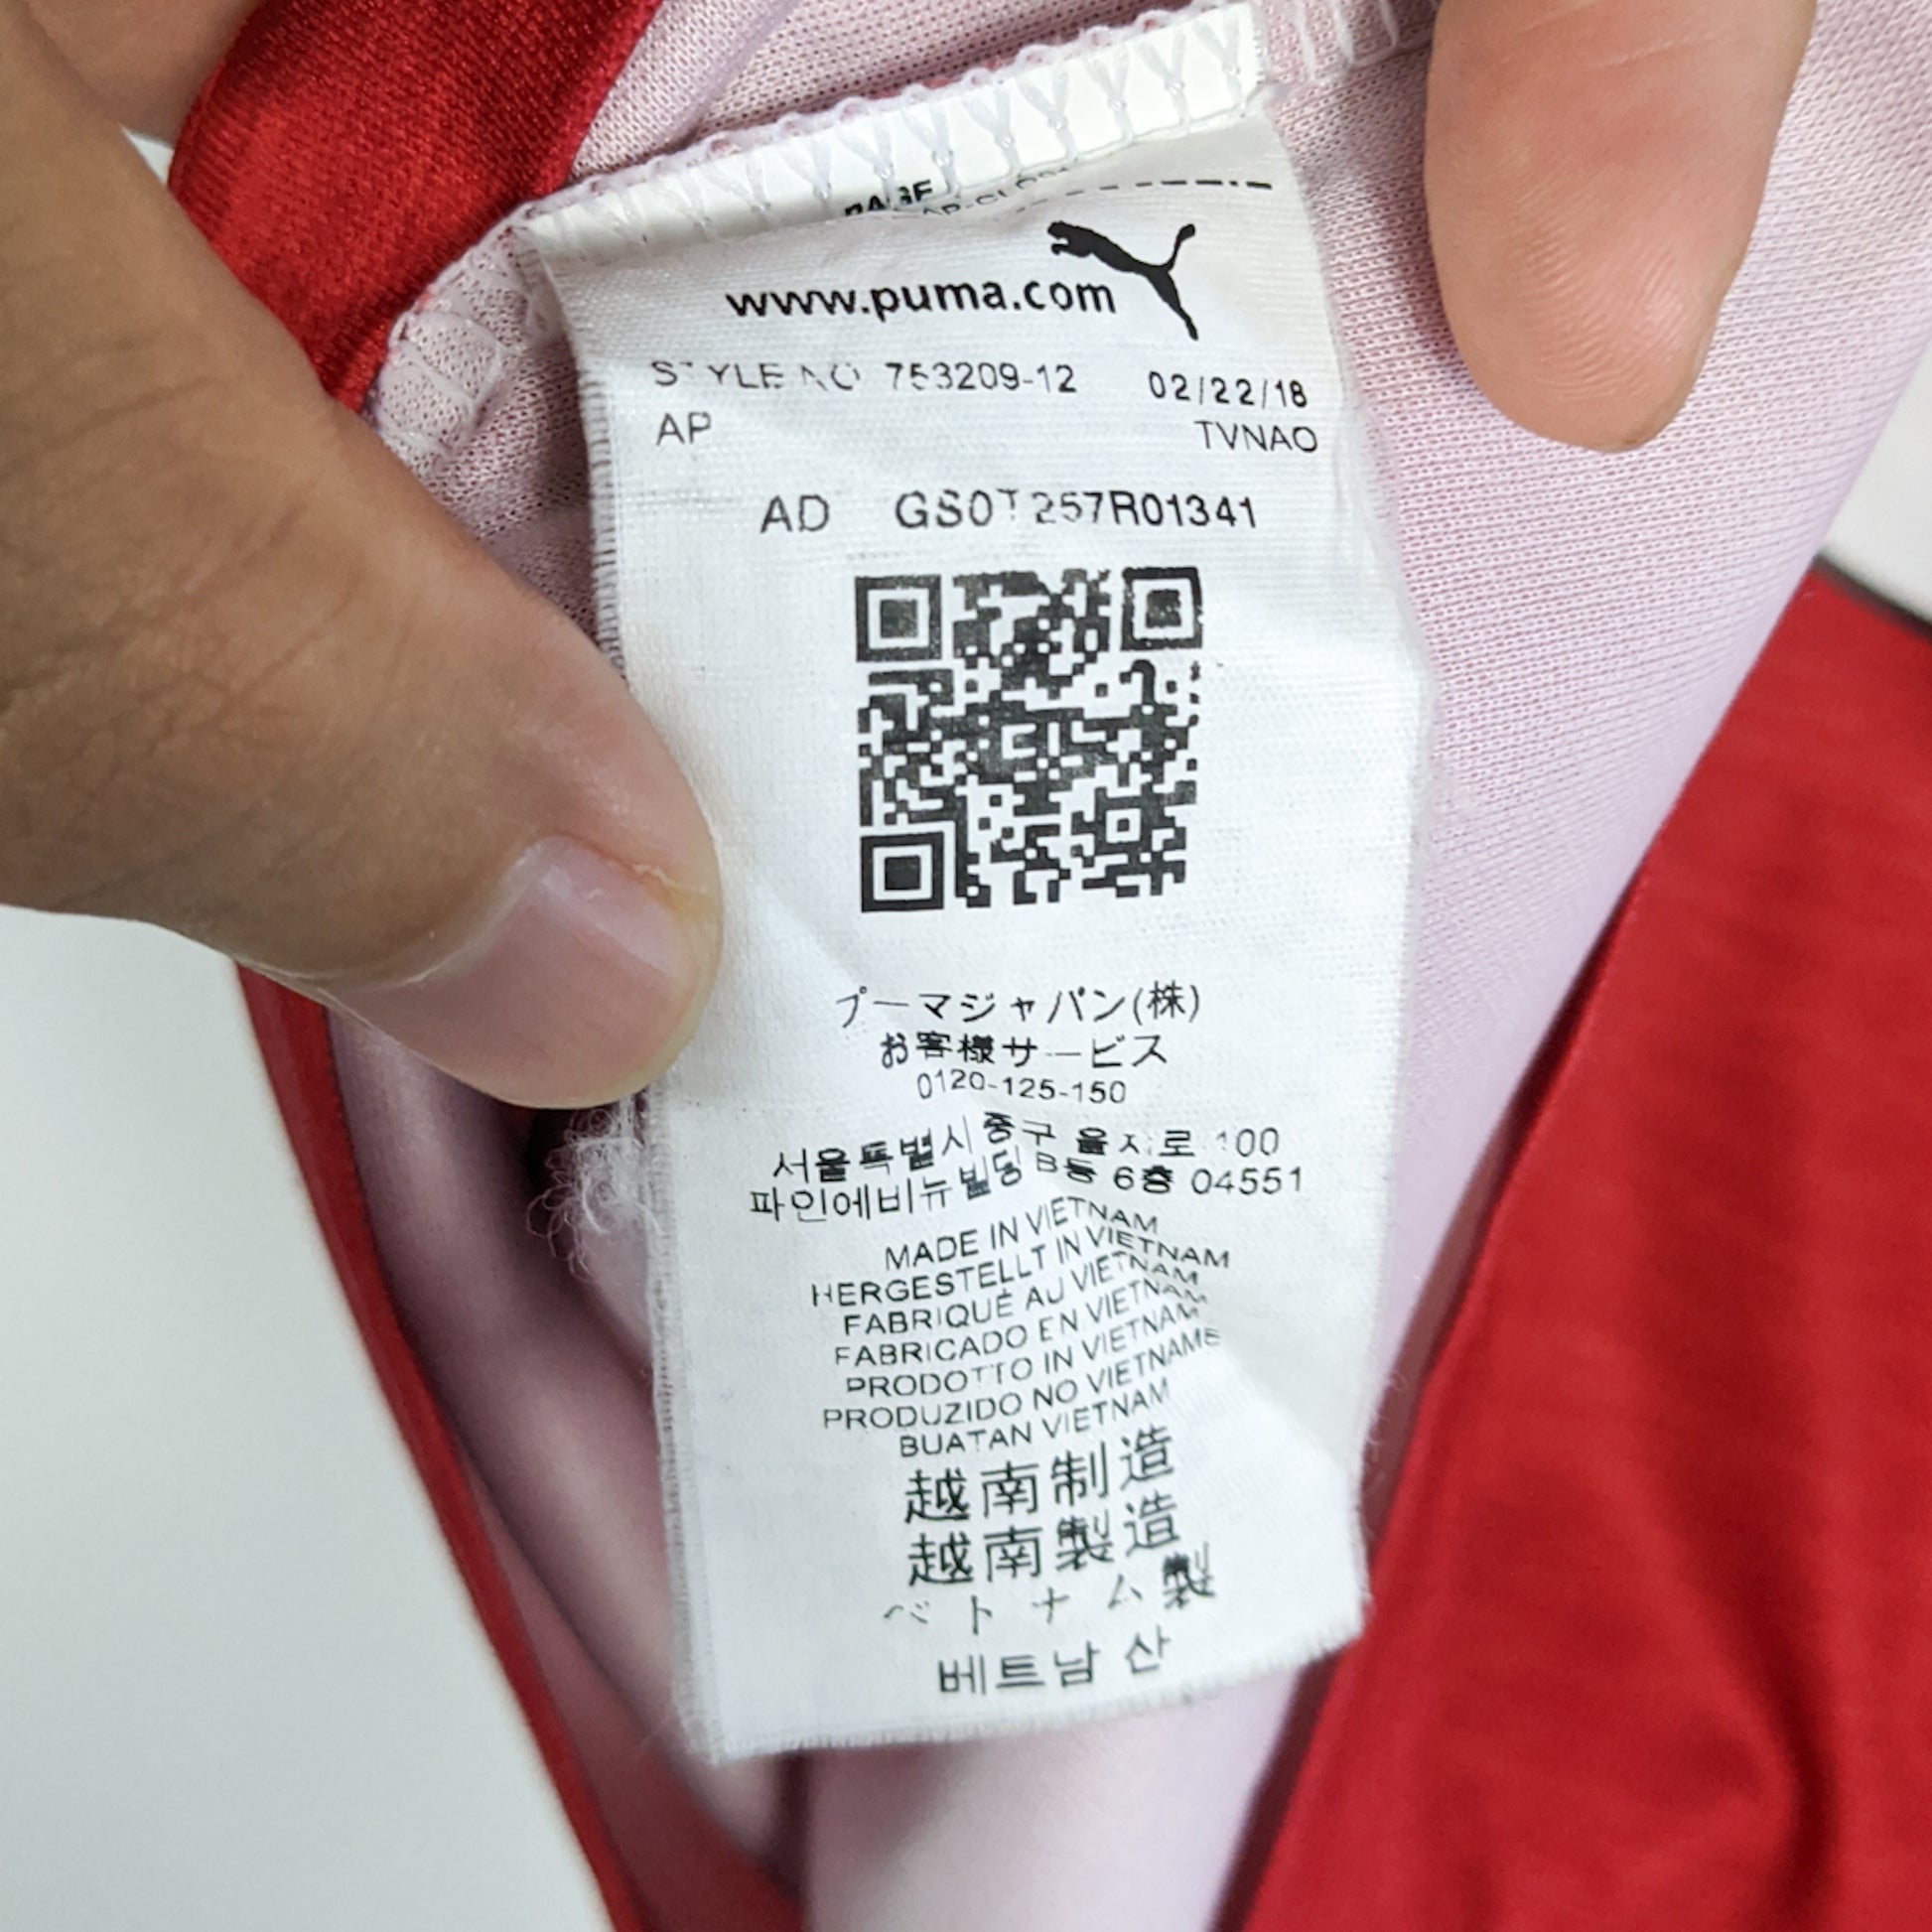 www.puma.com
STYLE NO 753209-12 02/22/18
AP TVNAO
AD GS0T257R01341
プーマジャパン(株)
お客様サービス
0120-125-150
서울특별시 중구 을지로 100
파인에비뉴빌딩 B동 6층 04551
MADE IN VIETNAM
HERGESTELLT IN VIETNAM
FABRIQUÉ AU VIETNAM
FABRICADO EN VIETNAM
PRODOTTO IN VIETNAM
PRODUZIDO NO VIETNAME
BUATAN VIETNAM
越南制造
越南製造
ベトナム製
베트남 산